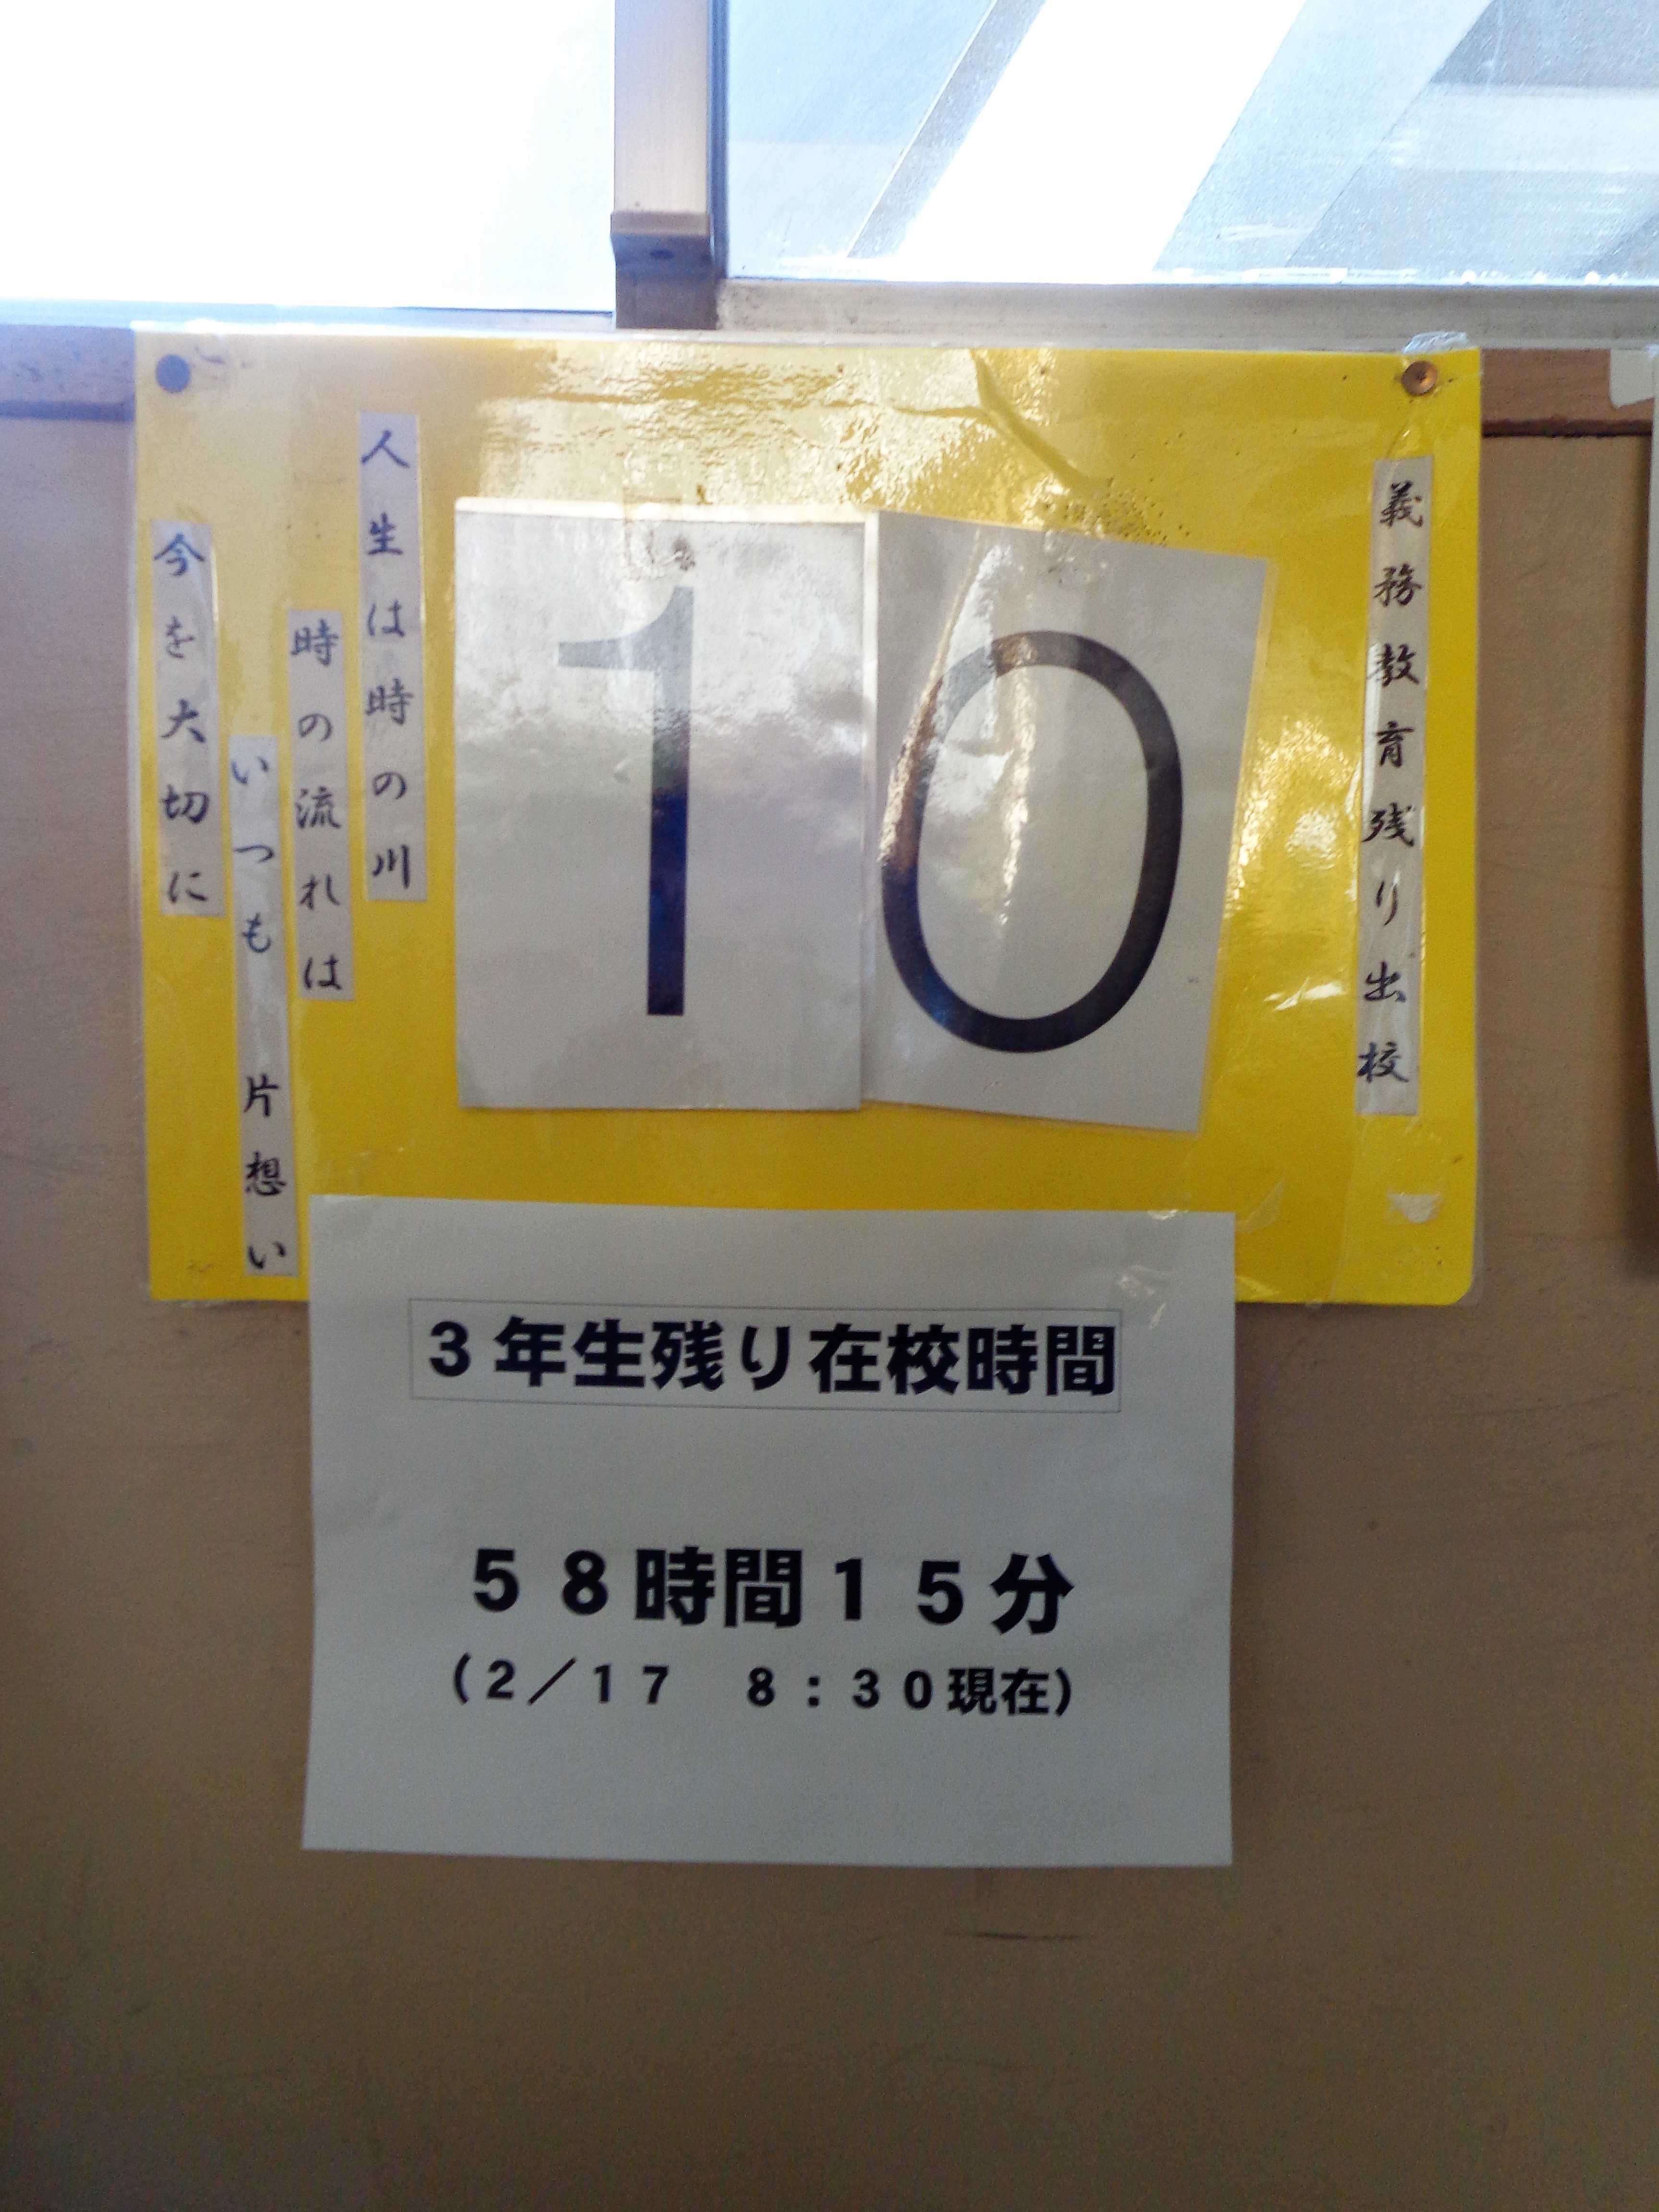 義務教育残り出校
10
人生は時の川
時の流れは
いつも 片想い
今を大切に
3年生残り在校時間
58時間15分
(2/17 8:30現在)